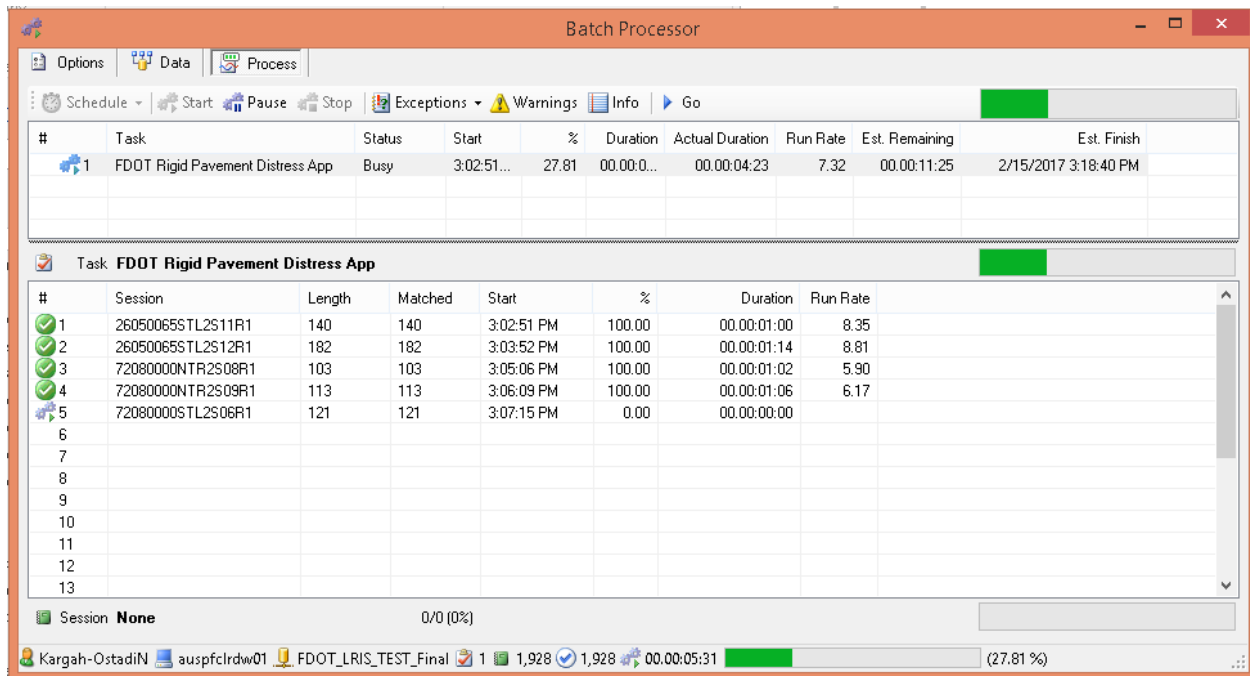 Batch Processor
Options Data Process
Schedule Start Pause Stop Exceptions Warnings Info Go
# Task Status Start % Duration Actual Duration Run Rate Est. Remaining Est. Finish
1 FDOT Rigid Pavement Distress App Busy 3:02:51... 27.81 00.00:0... 00.00:04:23 7.32 00.00:11:25 2/15/2017 3:18:40 PM
Task FDOT Rigid Pavement Distress App
# Session Length Matched Start % Duration Run Rate
1 26050065STL2S11R1 140 140 3:02:51 PM 100.00 00.00:01:00 8.35
2 26050065STL2S12R1 182 182 3:03:52 PM 100.00 00.00:01:14 8.81
3 72080000NTR2S08R1 103 103 3:05:06 PM 100.00 00.00:01:02 5.90
4 72080000NTR2S09R1 113 113 3:06:09 PM 100.00 00.00:01:06 6.17
5 72080000STL2S06R1 121 121 3:07:15 PM 0.00 00.00:00:00
6
7
8
9
10
11
12
13
Session None 0/0 (0%)
Kargah-OstadiN auspfclrdw01 FDOT_LRIS_TEST_Final 1 1,928 1,928 00.00:05:31 (27.81 %)